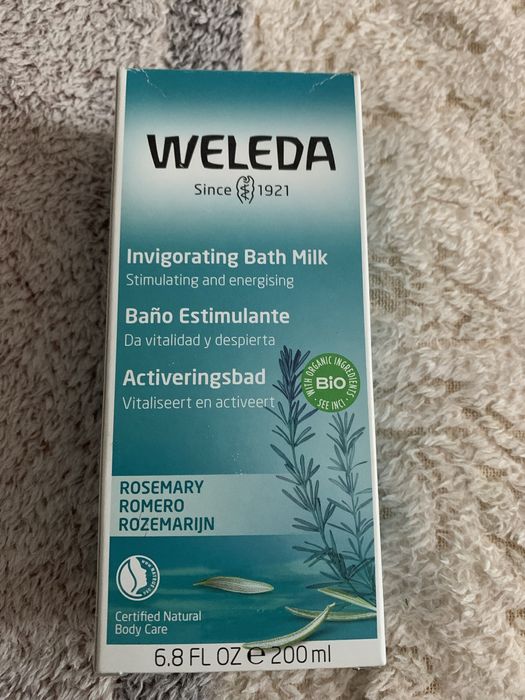 WELEDA
Since 1921
Invigorating Bath Milk
Stimulating and energising
Baño Estimulante
Da vitalidad y despierta
Activeringsbad
Vitaliseert en activeert
WITH ORGANIC INGREDIENTS
BiO
SEE INCI
ROSEMARY
ROMERO
ROZEMARIJN
Certified Natural
Body Care
6.8 FL OZ ℮ 200 ml